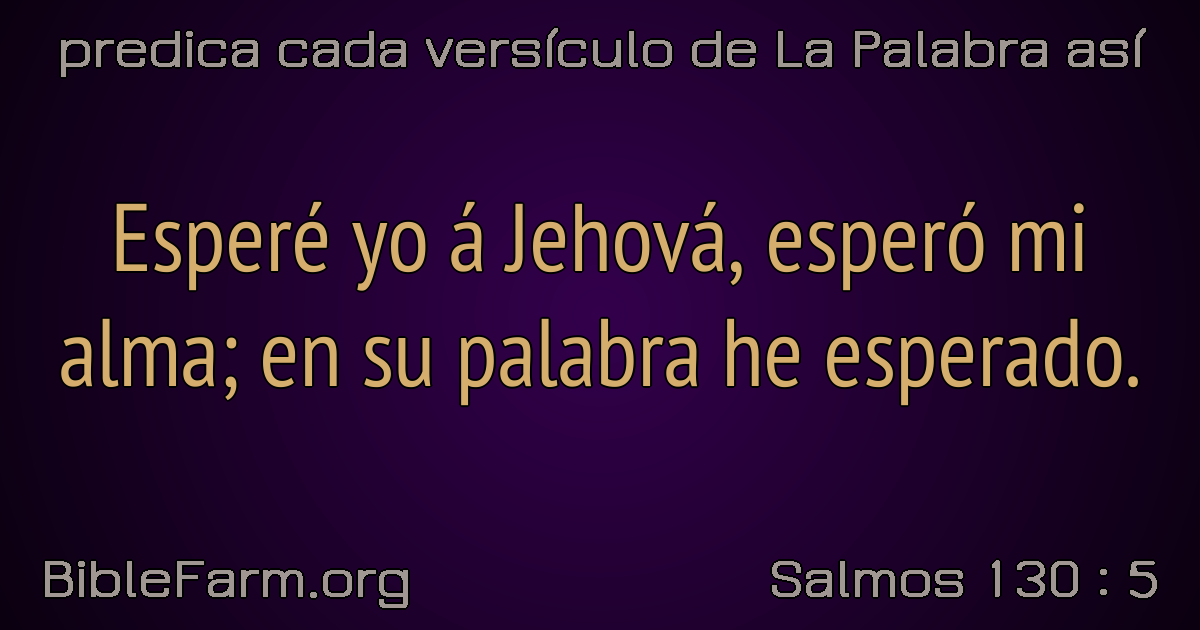 predica cada versículo de La Palabra así
Esperé yo á Jehová, esperó mi
alma; en su palabra he esperado.
BibleFarm.org
Salmos 130 : 5